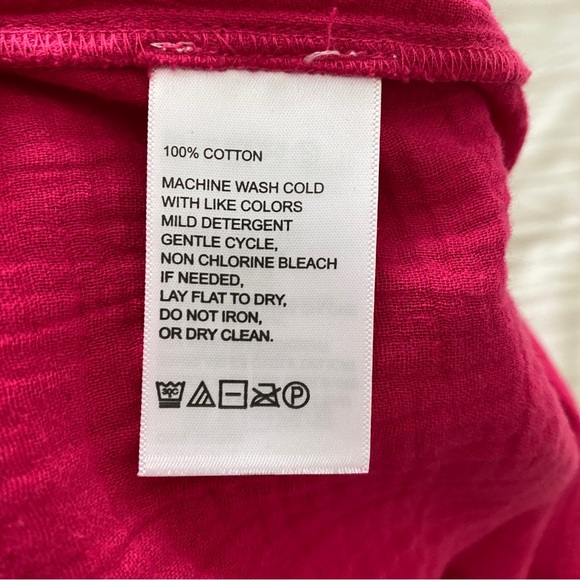 100% COTTON
MACHINE WASH COLD
WITH LIKE COLORS
MILD DETERGENT
GENTLE CYCLE,
NON CHLORINE BLEACH
IF NEEDED,
LAY FLAT TO DRY,
DO NOT IRON,
OR DRY CLEAN.
30C P